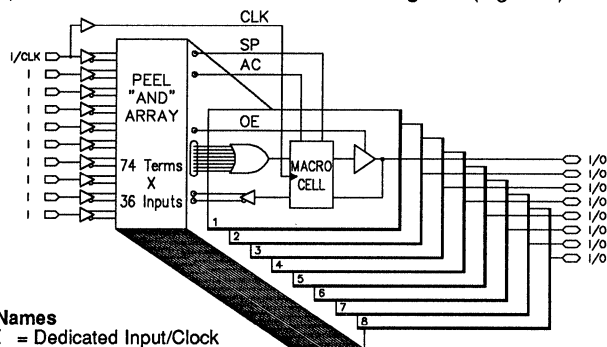 CLK
SP
AC
OE
I/CLK
I
I
I
I
I
I
I
I
I
PEEL
"AND"
ARRAY
74 Terms
X
36 Inputs
MACRO
CELL
1
2
3
4
5
6
7
8
I/O
I/O
I/O
I/O
I/O
I/O
I/O
I/O
Names
= Dedicated Input/Clock